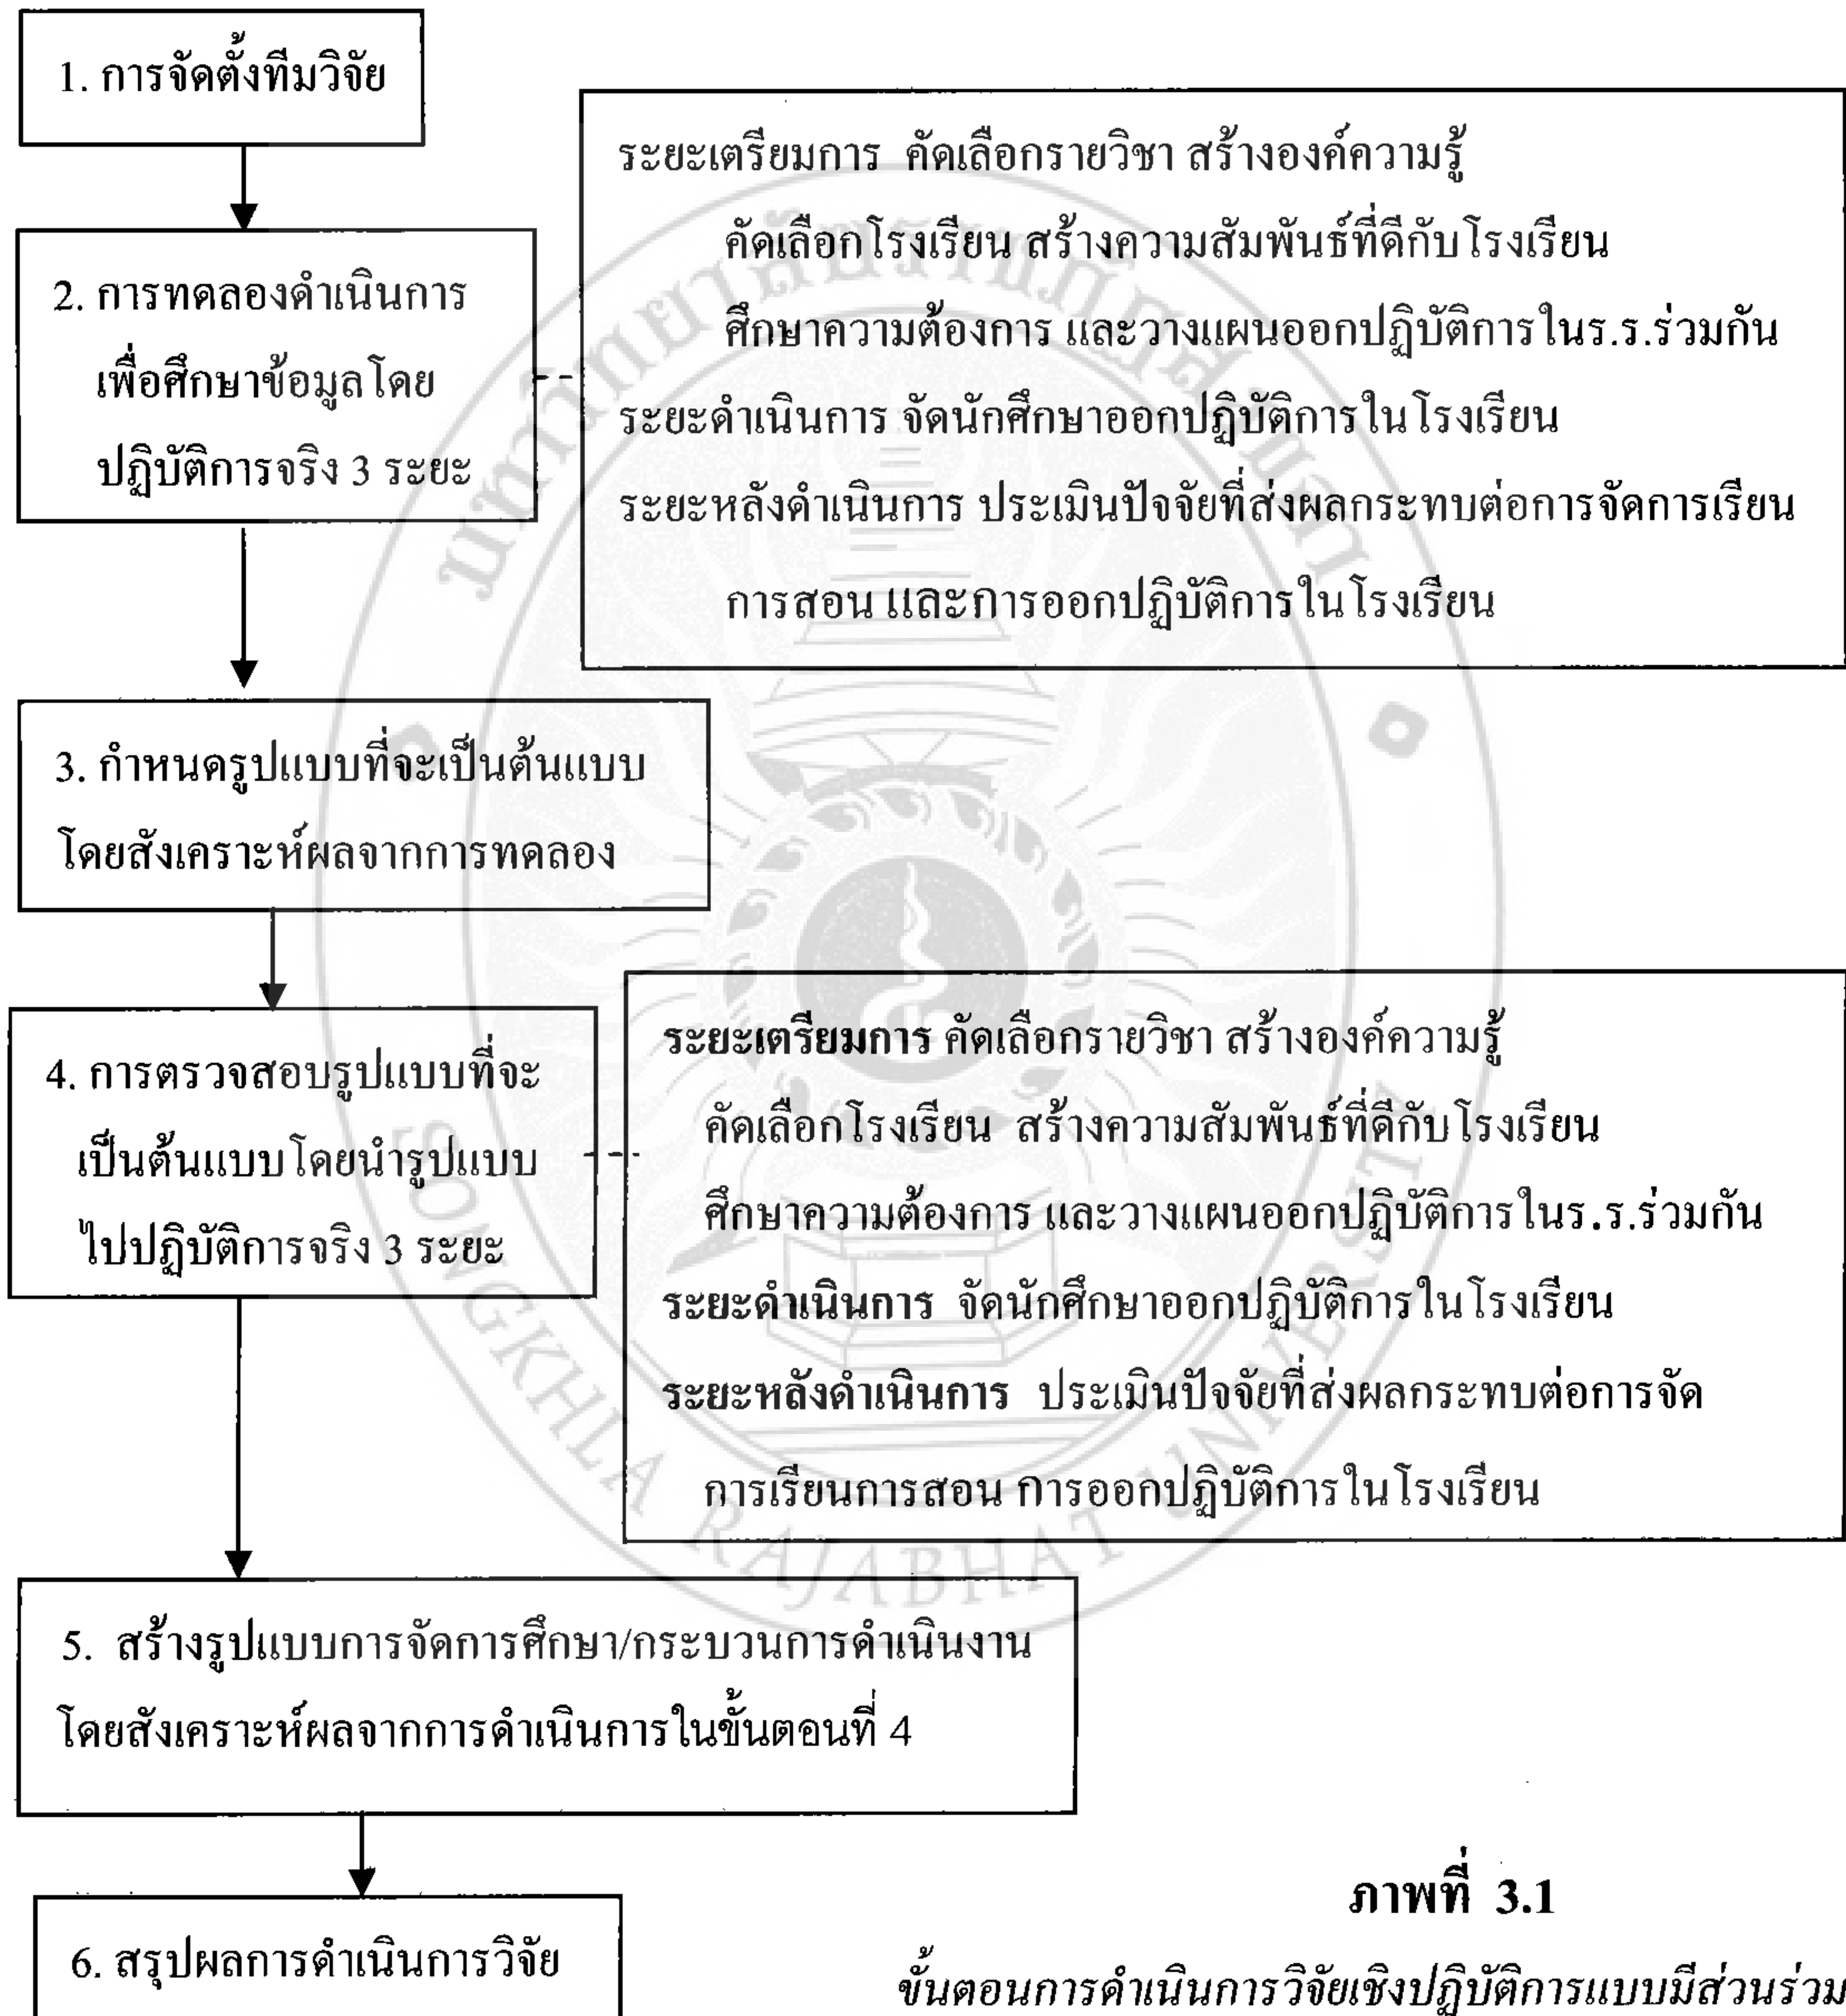 1. การจัดตั้งทีมวิจัย
2. การทดลองดำเนินการ
เพื่อศึกษาข้อมูลโดย
ปฏิบัติการจริง 3 ระยะ
ระยะเตรียมการ คัดเลือกรายวิชา สร้างองค์ความรู้
คัดเลือกโรงเรียน สร้างความสัมพันธ์ที่ดีกับโรงเรียน
ศึกษาความต้องการ และวางแผนออกปฏิบัติการในร.ร.ร่วมกัน
ระยะดำเนินการ จัดนักศึกษาออกปฏิบัติการในโรงเรียน
ระยะหลังดำเนินการ ประเมินปัจจัยที่ส่งผลกระทบต่อการจัดการเรียน
การสอน และการออกปฏิบัติการในโรงเรียน
3. กำหนดรูปแบบที่จะเป็นต้นแบบ
โดยสังเคราะห์ผลจากการทดลอง
4. การตรวจสอบรูปแบบที่จะ
เป็นต้นแบบโดยนำรูปแบบ
ไปปฏิบัติการจริง 3 ระยะ
ระยะเตรียมการ คัดเลือกรายวิชา สร้างองค์ความรู้
คัดเลือกโรงเรียน สร้างความสัมพันธ์ที่ดีกับโรงเรียน
ศึกษาความต้องการ และวางแผนออกปฏิบัติการในร.ร.ร่วมกัน
ระยะดำเนินการ จัดนักศึกษาออกปฏิบัติการในโรงเรียน
ระยะหลังดำเนินการ ประเมินปัจจัยที่ส่งผลกระทบต่อการจัด
การเรียนการสอน การออกปฏิบัติการในโรงเรียน
5. สร้างรูปแบบการจัดการศึกษา/กระบวนการดำเนินงาน
โดยสังเคราะห์ผลจากการดำเนินการในขั้นตอนที่ 4
6. สรุปผลการดำเนินการวิจัย
ภาพที่ 3.1
ขั้นตอนการดำเนินการวิจัยเชิงปฏิบัติการแบบมีส่วนร่วม
มหาวิทยาลัยราชภัฏสงขลา
SONGKHLA RAJABHAT UNIVERSITY